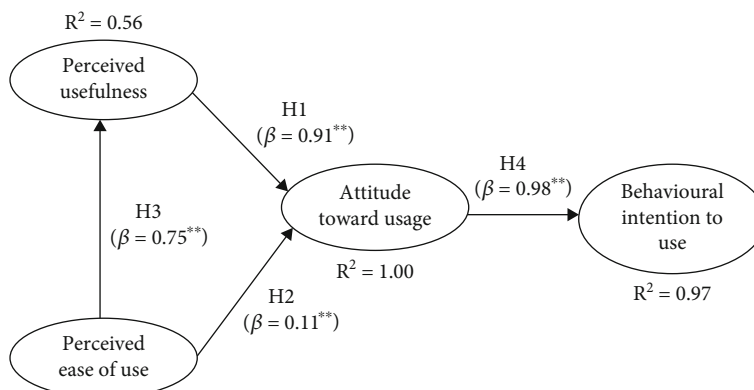 R² = 0.56
Perceived
usefulness
H1
(β = 0.91**)
H3
(β = 0.75**)
Attitude
toward usage
R² = 1.00
H4
(β = 0.98**)
Behavioural
intention to
use
R² = 0.97
H2
(β = 0.11**)
Perceived
ease of use